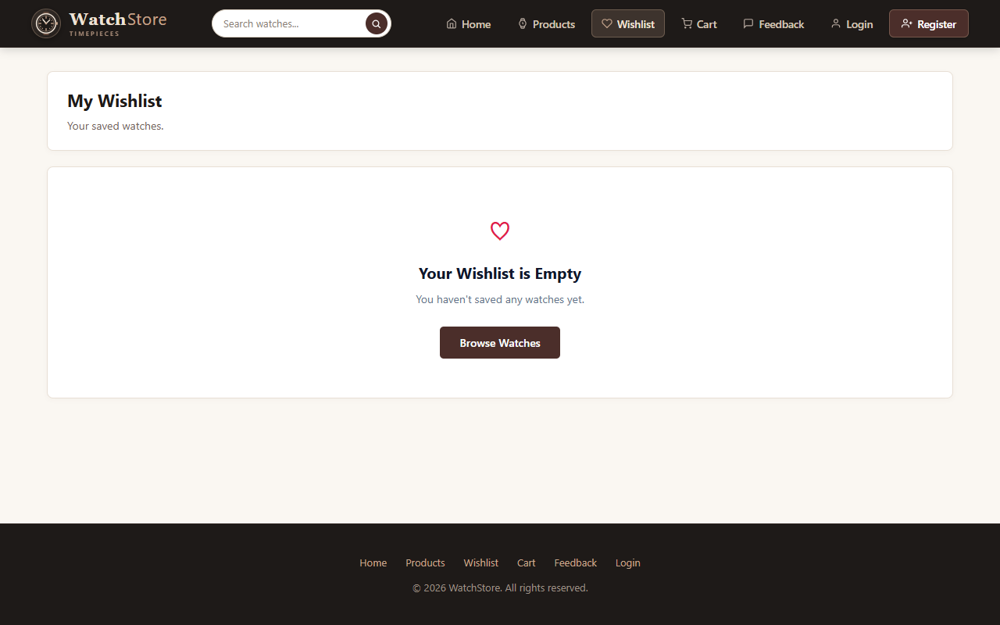 WatchStore
TIMEPIECES
Search watches...
Home Products Wishlist Cart Feedback Login Register
My Wishlist
Your saved watches.
Your Wishlist is Empty
You haven't saved any watches yet.
Browse Watches
Home Products Wishlist Cart Feedback Login
© 2026 WatchStore. All rights reserved.